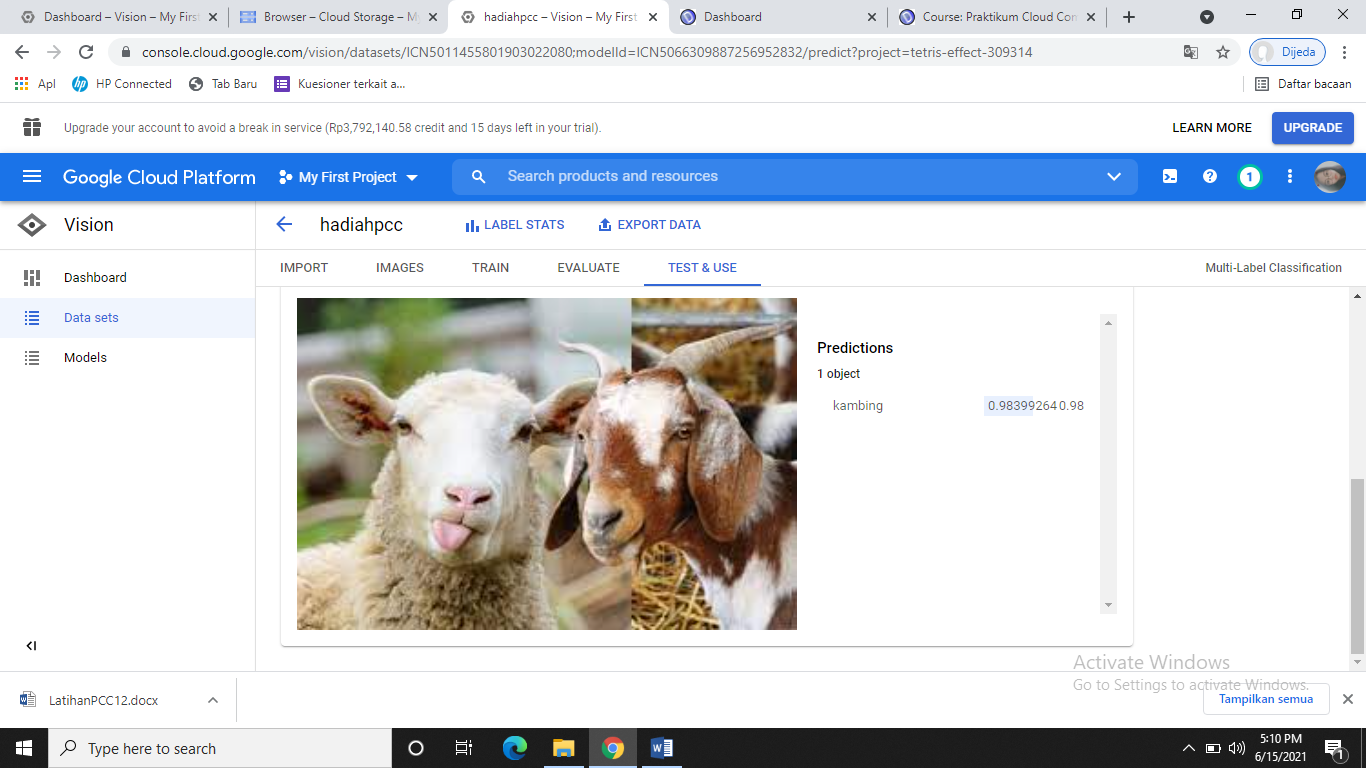 Dashboard – Vision – My First
Browser – Cloud Storage – My
hadiahpcc – Vision – My First
Dashboard
Course: Praktikum Cloud Com
console.cloud.google.com/vision/datasets/ICN5011455801903022080;modelId=ICN5066309887256952832/predict?project=tetris-effect-309314
Dijeda
Apl
HP Connected
Tab Baru
Kuesioner terkait a...
Daftar bacaan
Upgrade your account to avoid a break in service (Rp3,792,140.58 credit and 15 days left in your trial).
LEARN MORE
UPGRADE
Google Cloud Platform
My First Project
Search products and resources
1
Vision
hadiahpcc
LABEL STATS
EXPORT DATA
Dashboard
Data sets
Models
IMPORT
IMAGES
TRAIN
EVALUATE
TEST & USE
Multi-Label Classification
Predictions
1 object
kambing
0.98399264 0.98
Activate Windows
Go to Settings to activate Windows.
LatihanPCC12.docx
Tampilkan semua
Type here to search
5:10 PM
6/15/2021
1